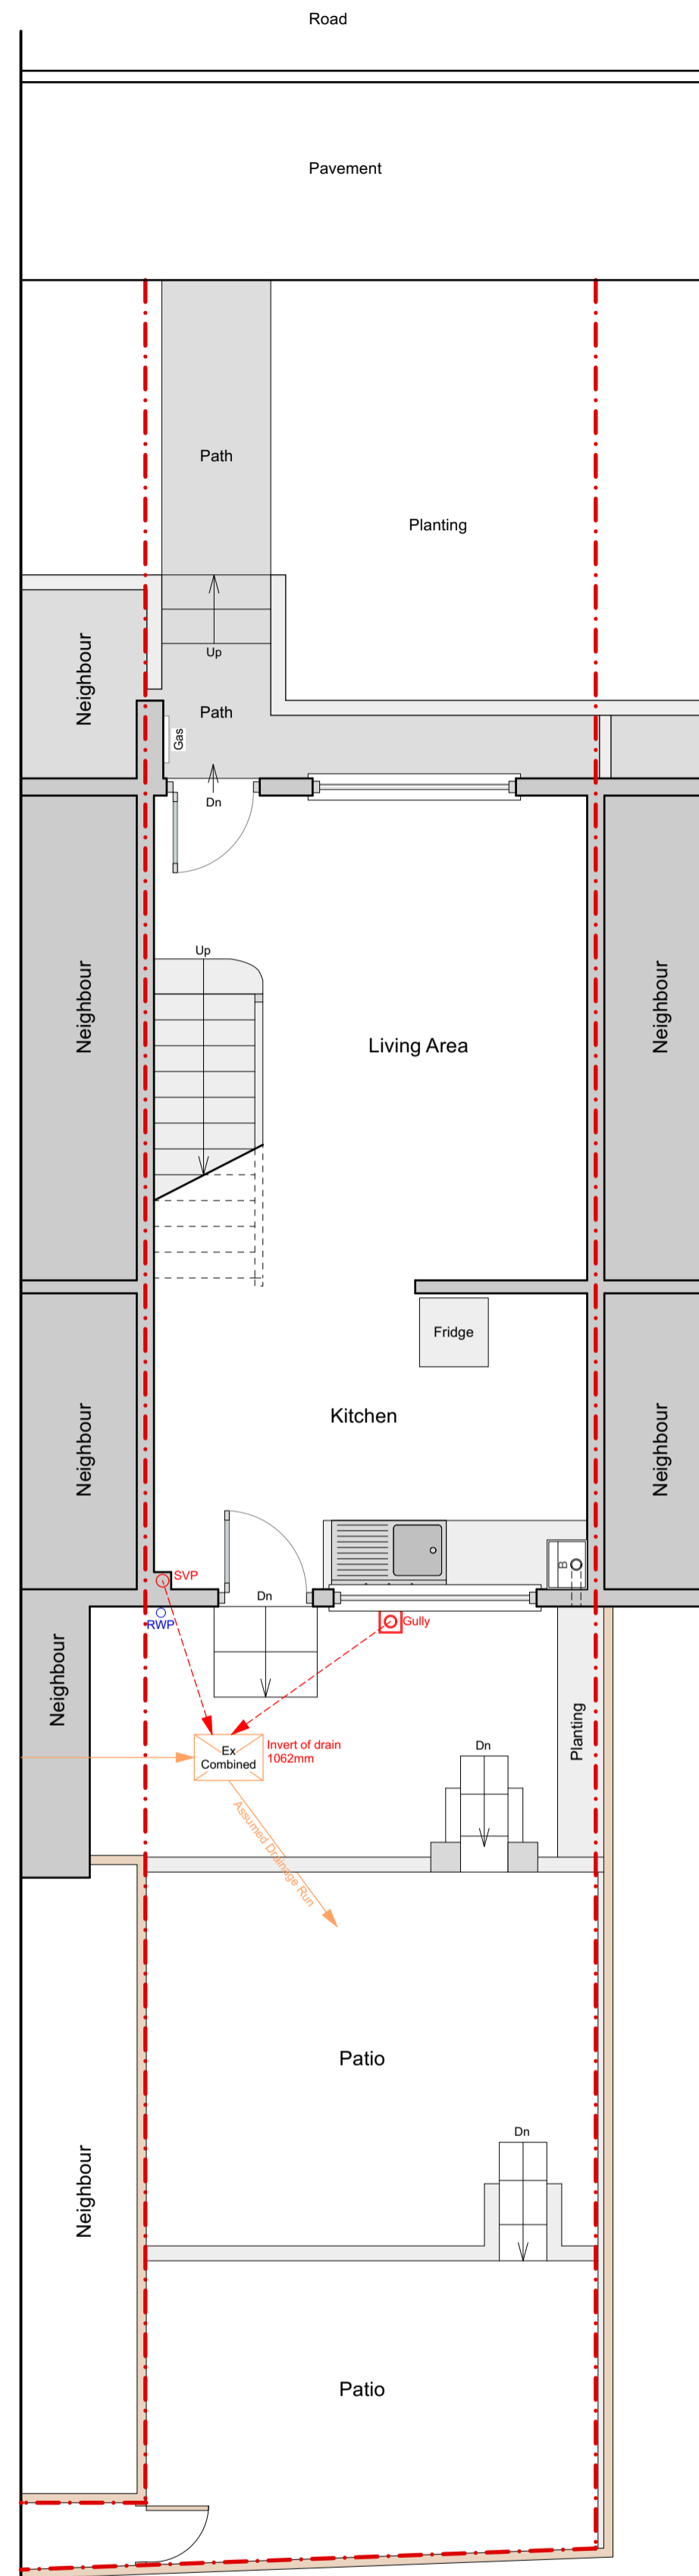 Road
Pavement
Path
Planting
Neighbour
Up
Path
Gas
Dn
Up
Neighbour
Living Area
Neighbour
Fridge
Kitchen
Neighbour
Neighbour
B
SVP
Dn
RWP
Gully
Neighbour
Planting
Ex
Combined
Invert of drain
1062mm
Dn
Assumed Drainage Run
Patio
Dn
Neighbour
Patio